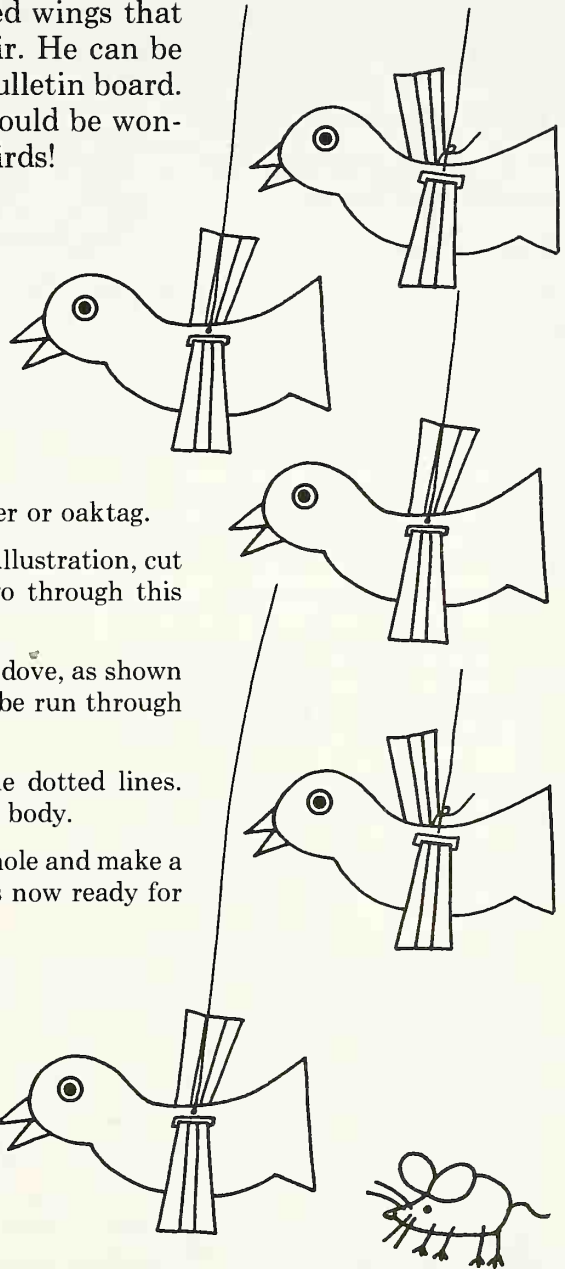 ed wings that
ir. He can be
ulletin board.
ould be won-
irds!
er or oaktag.
illustration, cut
o through this
dove, as shown
be run through
e dotted lines.
body.
hole and make a
s now ready for